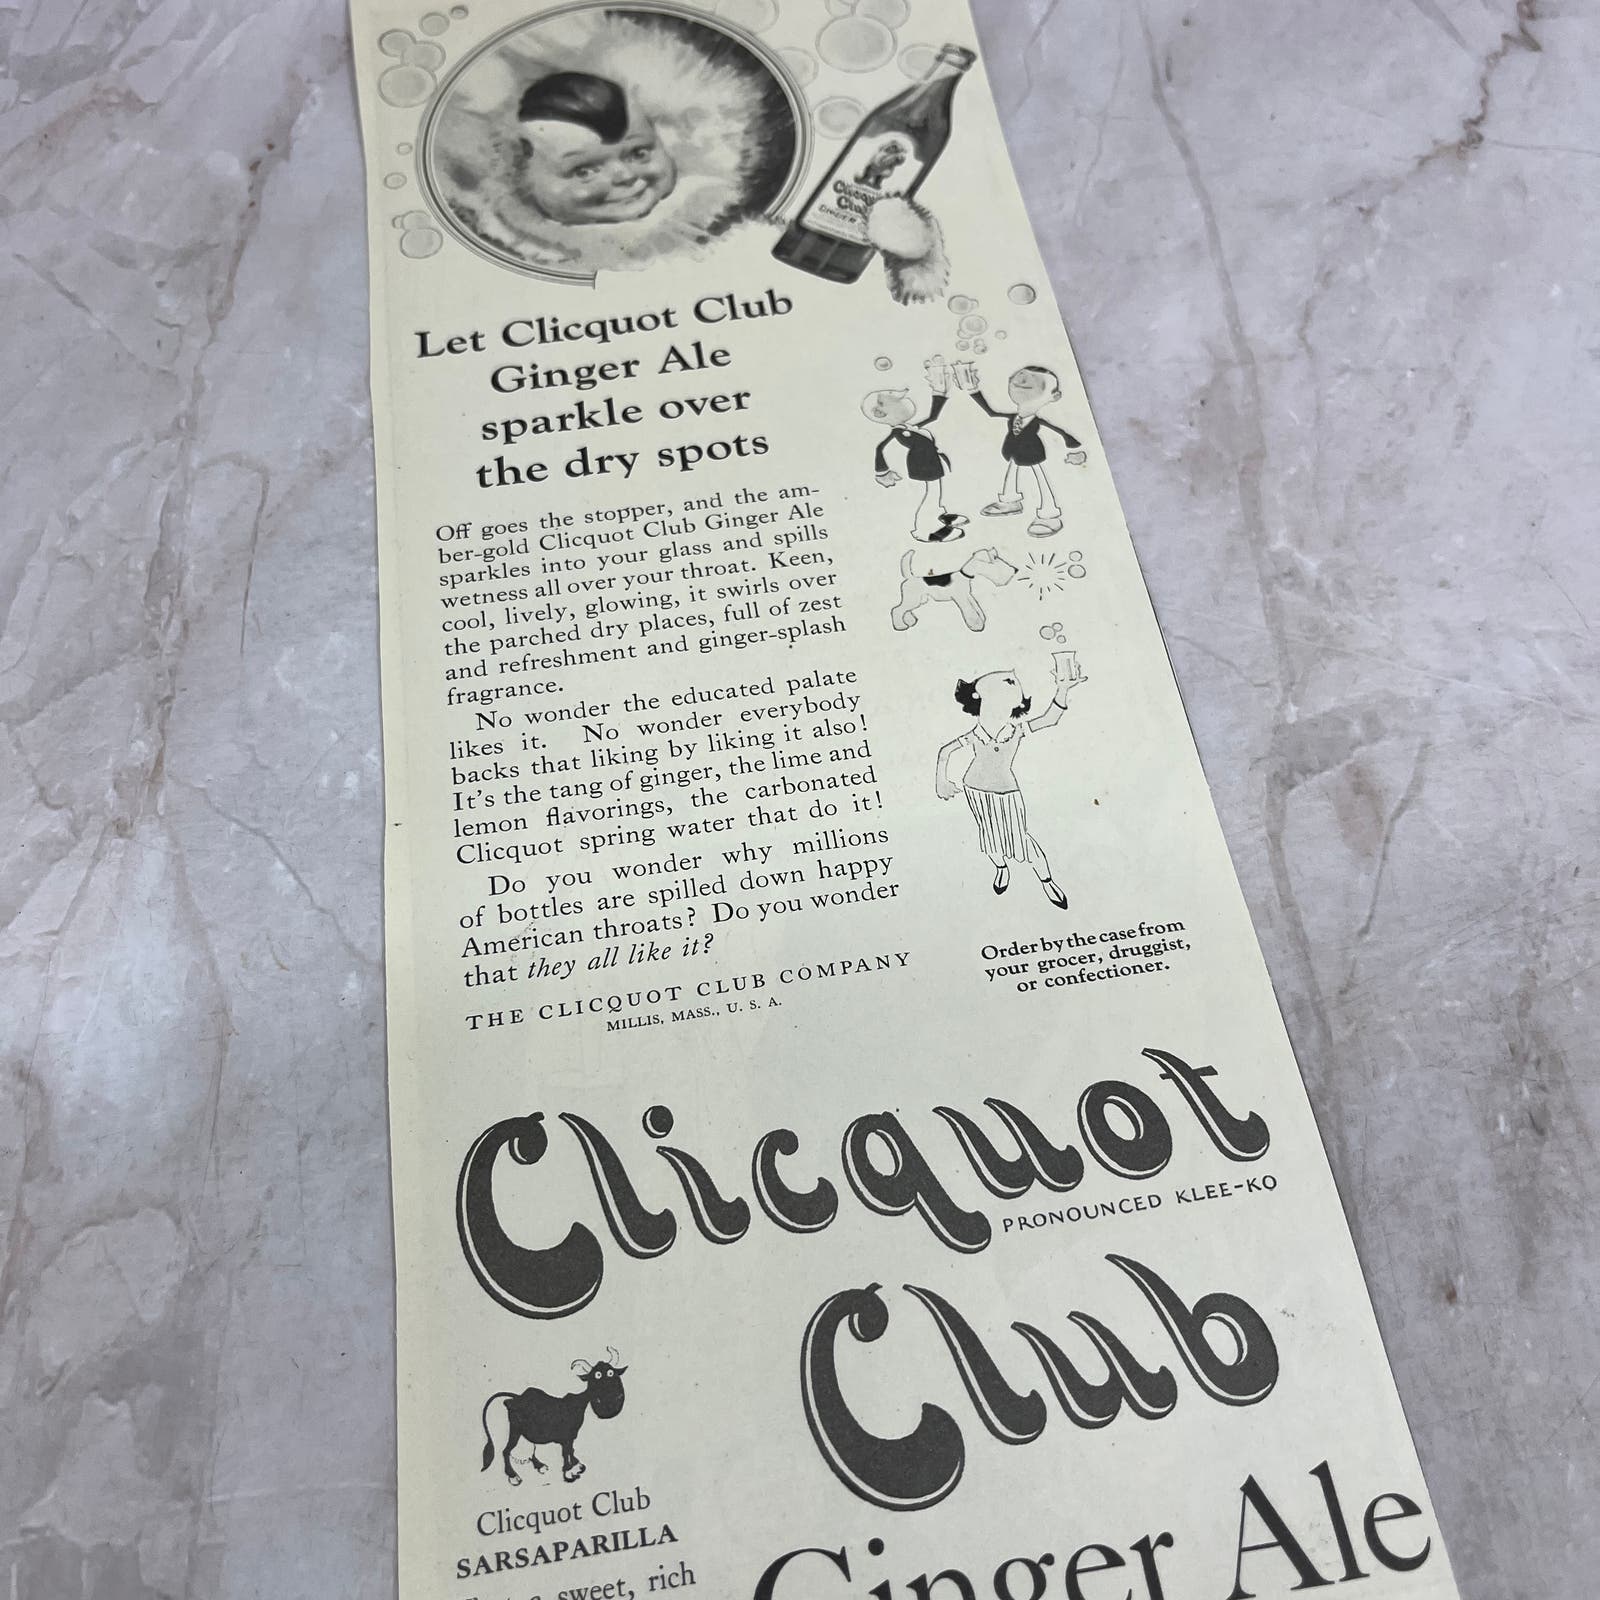 Clicquot
Club
GINGER
Let Clicquot Club
Ginger Ale
sparkle over
the dry spots
Off goes the stopper, and the am-
ber-gold Clicquot Club Ginger Ale
sparkles into your glass and spills
wetness all over your throat. Keen,
cool, lively, glowing, it swirls over
the parched dry places, full of zest
and refreshment and ginger-splash
fragrance.
No wonder the educated palate
likes it. No wonder everybody
backs that liking by liking it also!
It's the tang of ginger, the lime and
lemon flavorings, the carbonated
Clicquot spring water that do it!
Do you wonder why millions
of bottles are spilled down happy
American throats? Do you wonder
that they all like it?
THE CLICQUOT CLUB COMPANY
MILLIS, MASS., U. S. A.
Order by the case from
your grocer, druggist,
or confectioner.
Clicquot
PRONOUNCED KLEE-KO
Club
Ginger Ale
Clicquot Club
SARSAPARILLA
sweet, rich